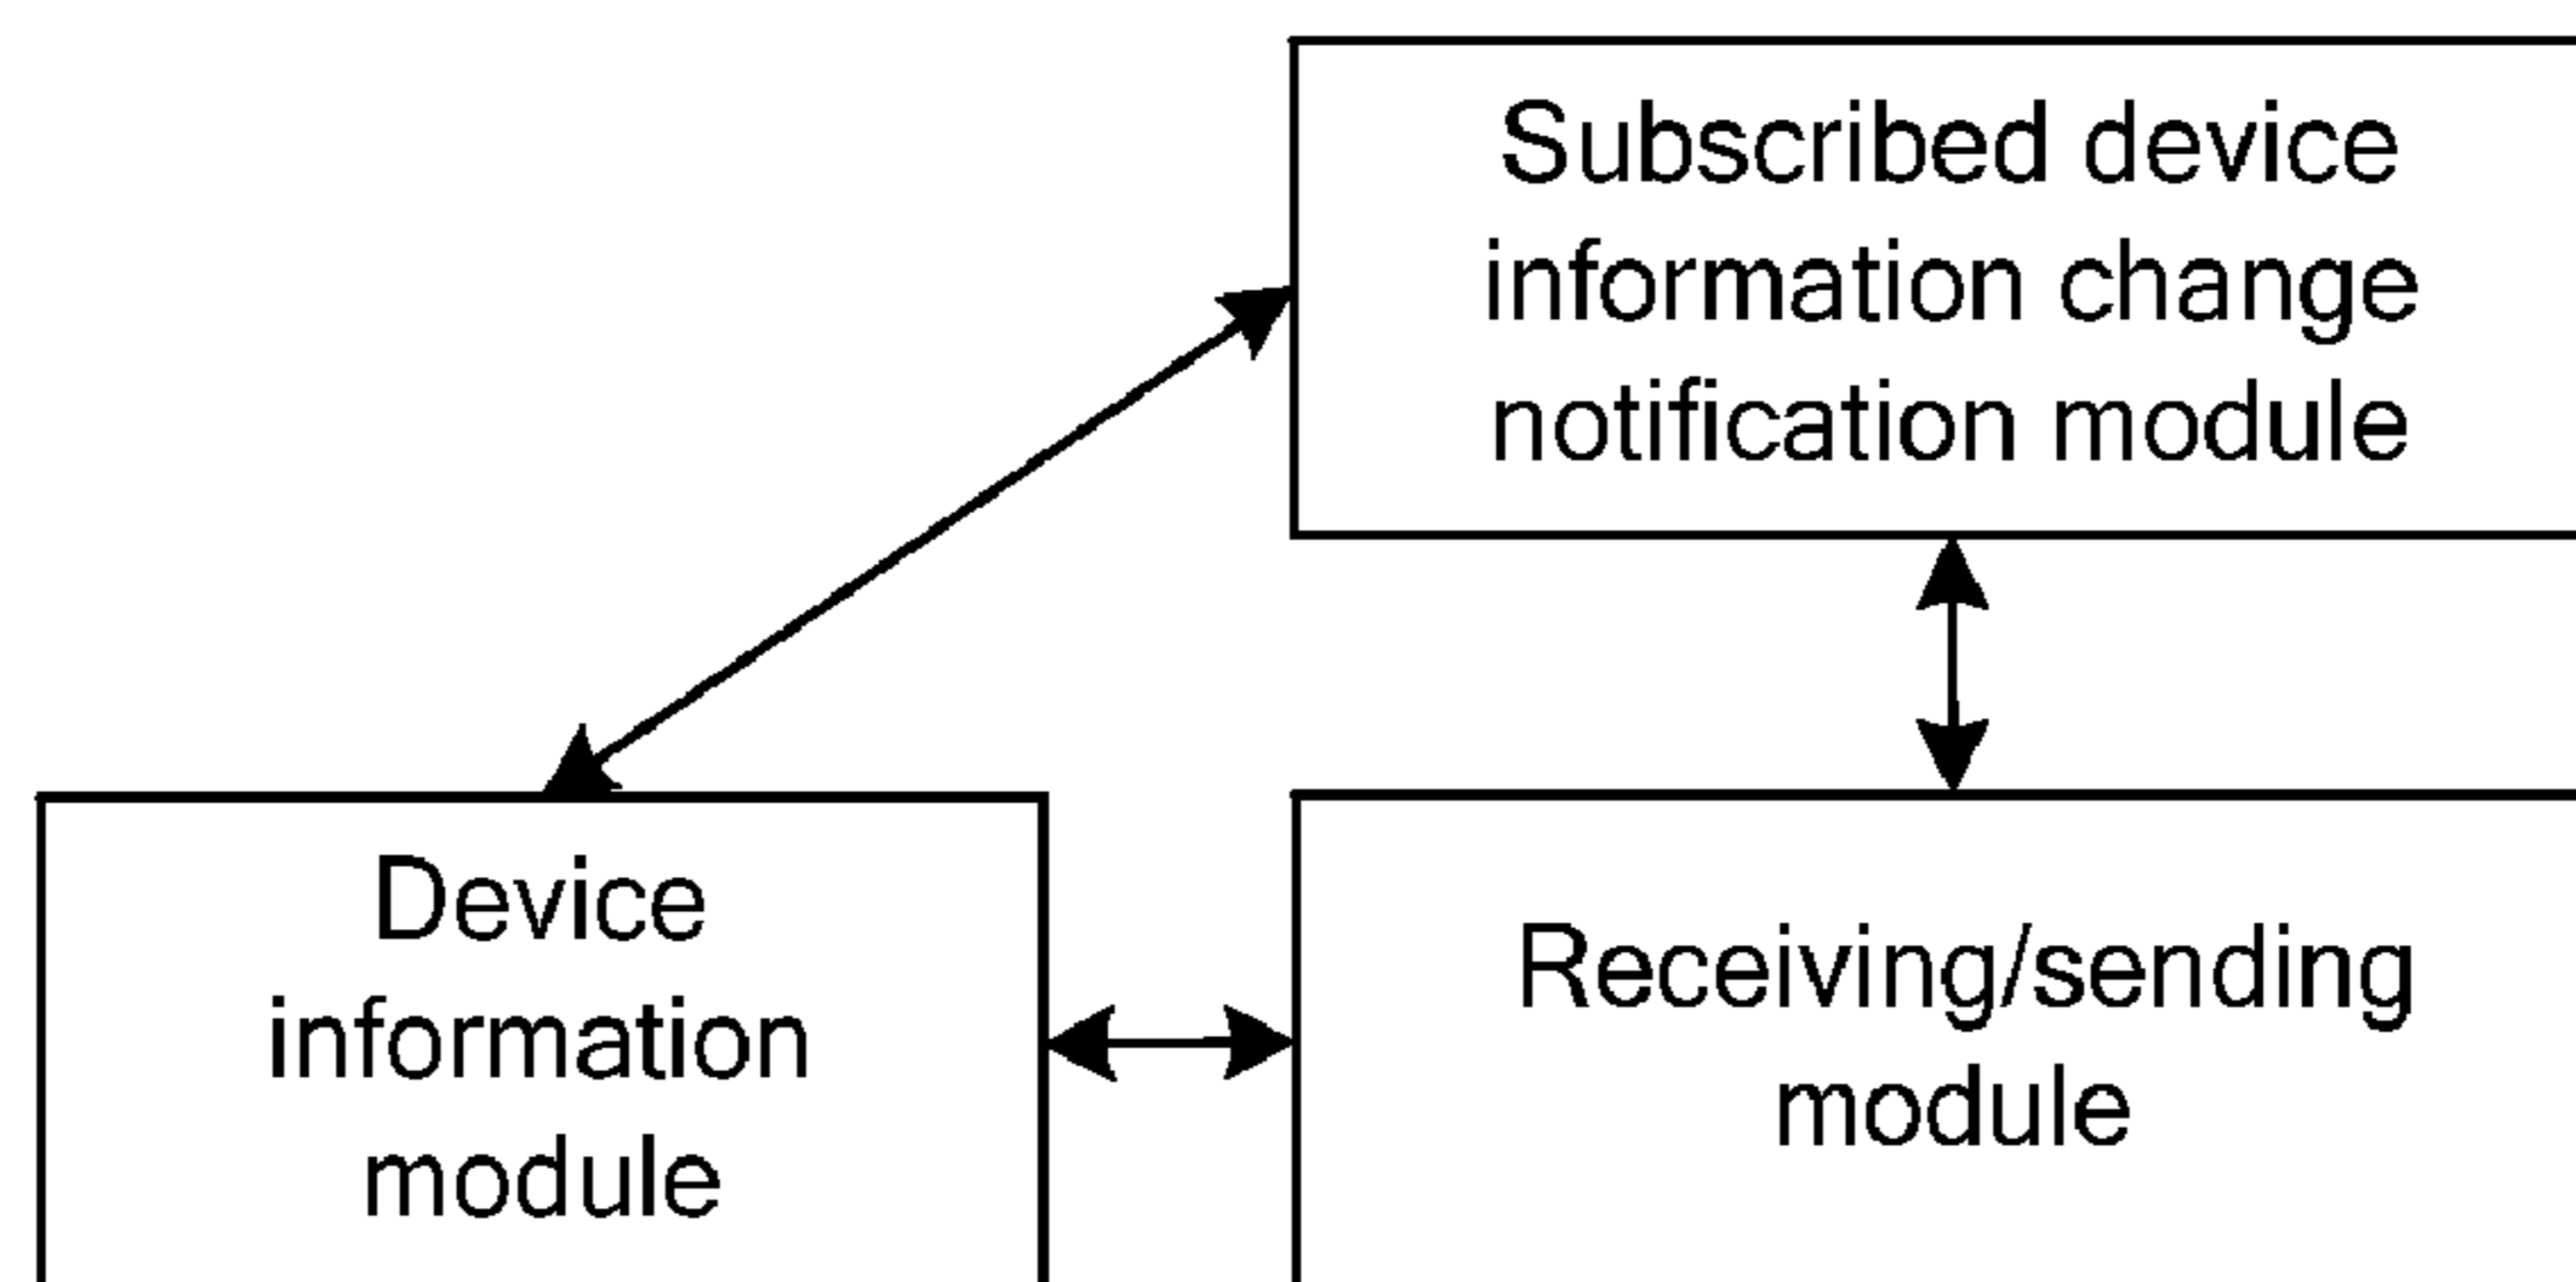 Subscribed device
information change
notification module
Device
information
module
Receiving/sending
module